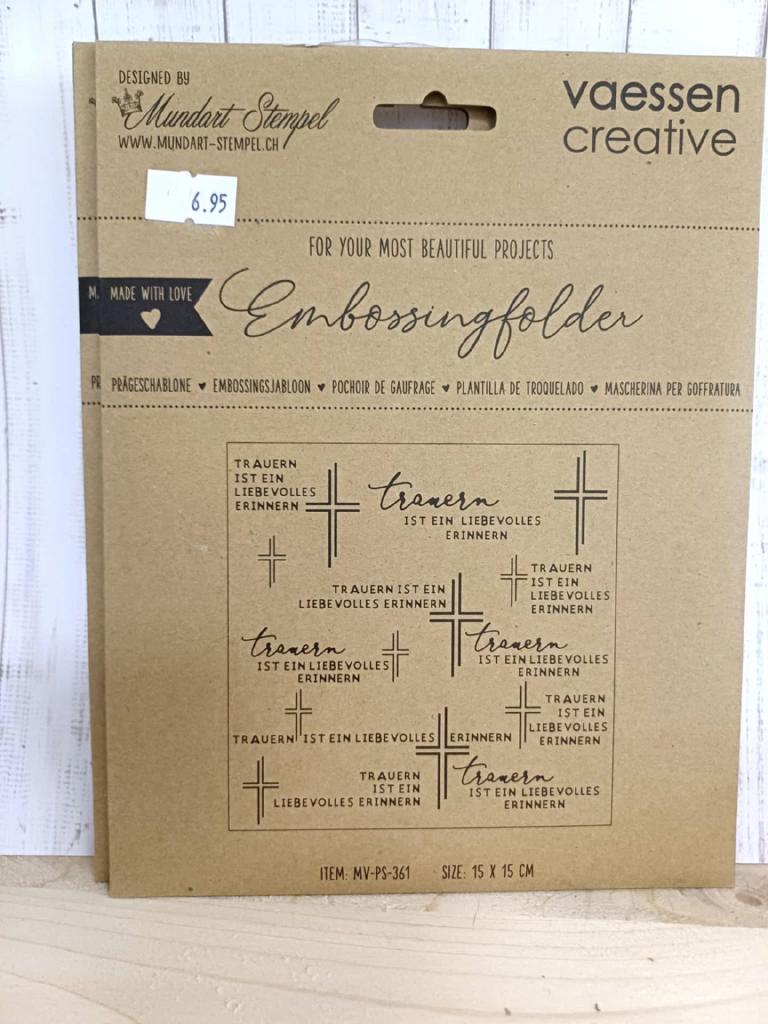 DESIGNED BY
Mundart Stempel
WWW.MUNDART-STEMPEL.CH
vaessen
creative
6.95
FOR YOUR MOST BEAUTIFUL PROJECTS
M
MADE WITH LOVE
Embossingfolder
PR
PRÄGESCHABLONE ♥ EMBOSSINGSJABLOON ♥ POCHOIR DE GAUFRAGE ♥ PLANTILLA DE TROQUELADO ♥ MASCHERINA PER GOFFRATURA
TRAUERN
IST EIN
LIEBEVOLLES
ERINNERN
trauern
IST EIN LIEBEVOLLES
ERINNERN
TRAUERN IST EIN
LIEBEVOLLES ERINNERN
TRAUERN
IST EIN
LIEBEVOLLES
ERINNERN
trauern
IST EIN LIEBEVOLLES
ERINNERN
trauern
IST EIN LIEBEVOLLES
ERINNERN
TRAUERN
IST EIN
LIEBEVOLLES
ERINNERN
TRAUERN IST EIN LIEBEVOLLES ERINNERN
TRAUERN
IST EIN
LIEBEVOLLES ERINNERN
trauern
IST EIN LIEBEVOLLES
ERINNERN
ITEM: MV-PS-361 SIZE: 15 X 15 CM